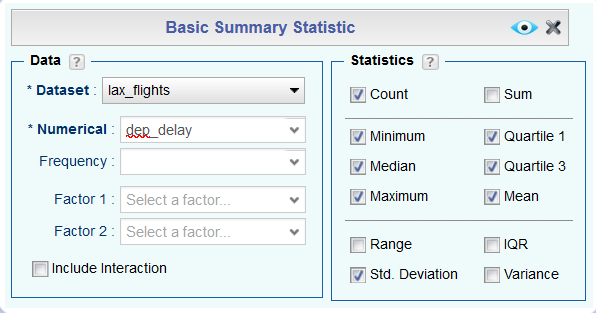 Basic Summary Statistic
Data ?
* Dataset : lax_flights
* Numerical : dep_delay
Frequency :
Factor 1 : Select a factor...
Factor 2 : Select a factor...
Include Interaction
Statistics ?
Count Sum
Minimum Quartile 1
Median Quartile 3
Maximum Mean
Range IQR
Std. Deviation Variance